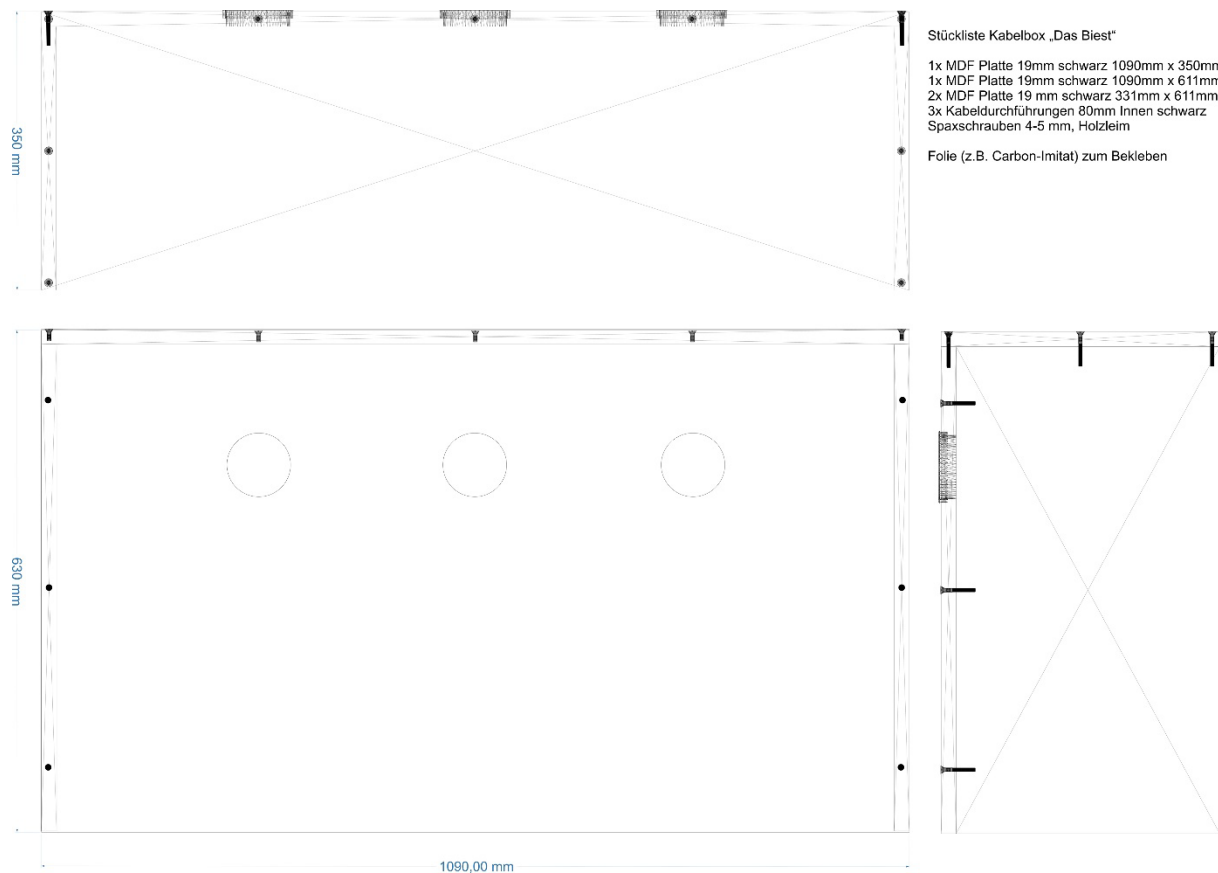 Stückliste Kabelbox „Das Biest“
1x MDF Platte 19mm schwarz 1090mm x 350mm
1x MDF Platte 19mm schwarz 1090mm x 611mm
2x MDF Platte 19 mm schwarz 331mm x 611mm
3x Kabeldurchführungen 80mm Innen schwarz
Spaxschrauben 4-5 mm, Holzleim
Folie (z.B. Carbon-Imitat) zum Bekleben
350 mm
630 mm
1090,00 mm